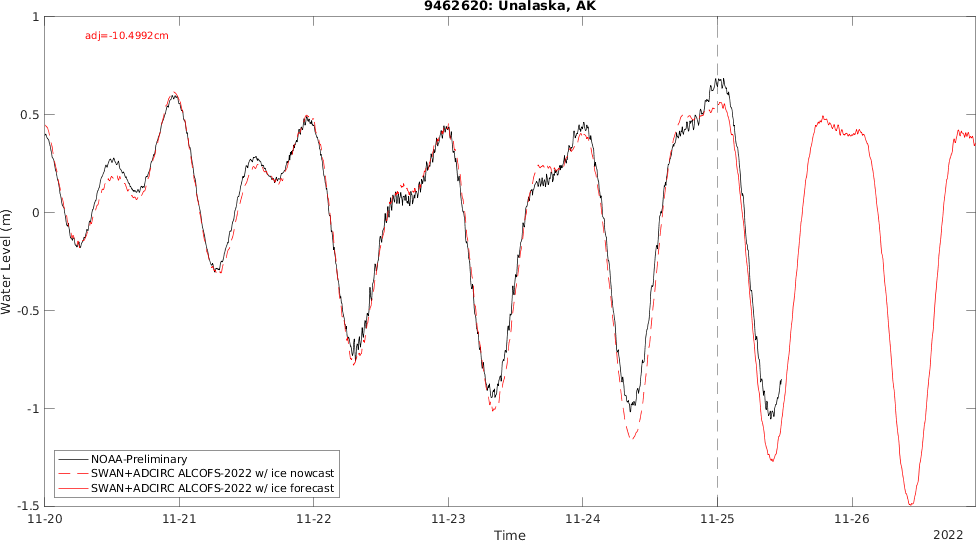 9462620: Unalaska, AK
adj=-10.4992cm
1
0.5
0
-0.5
-1
-1.5
Water Level (m)
NOAA-Preliminary
SWAN+ADCIRC ALCOFS-2022 w/ ice nowcast
SWAN+ADCIRC ALCOFS-2022 w/ ice forecast
11-20 11-21 11-22 11-23 11-24 11-25 11-26
Time
2022